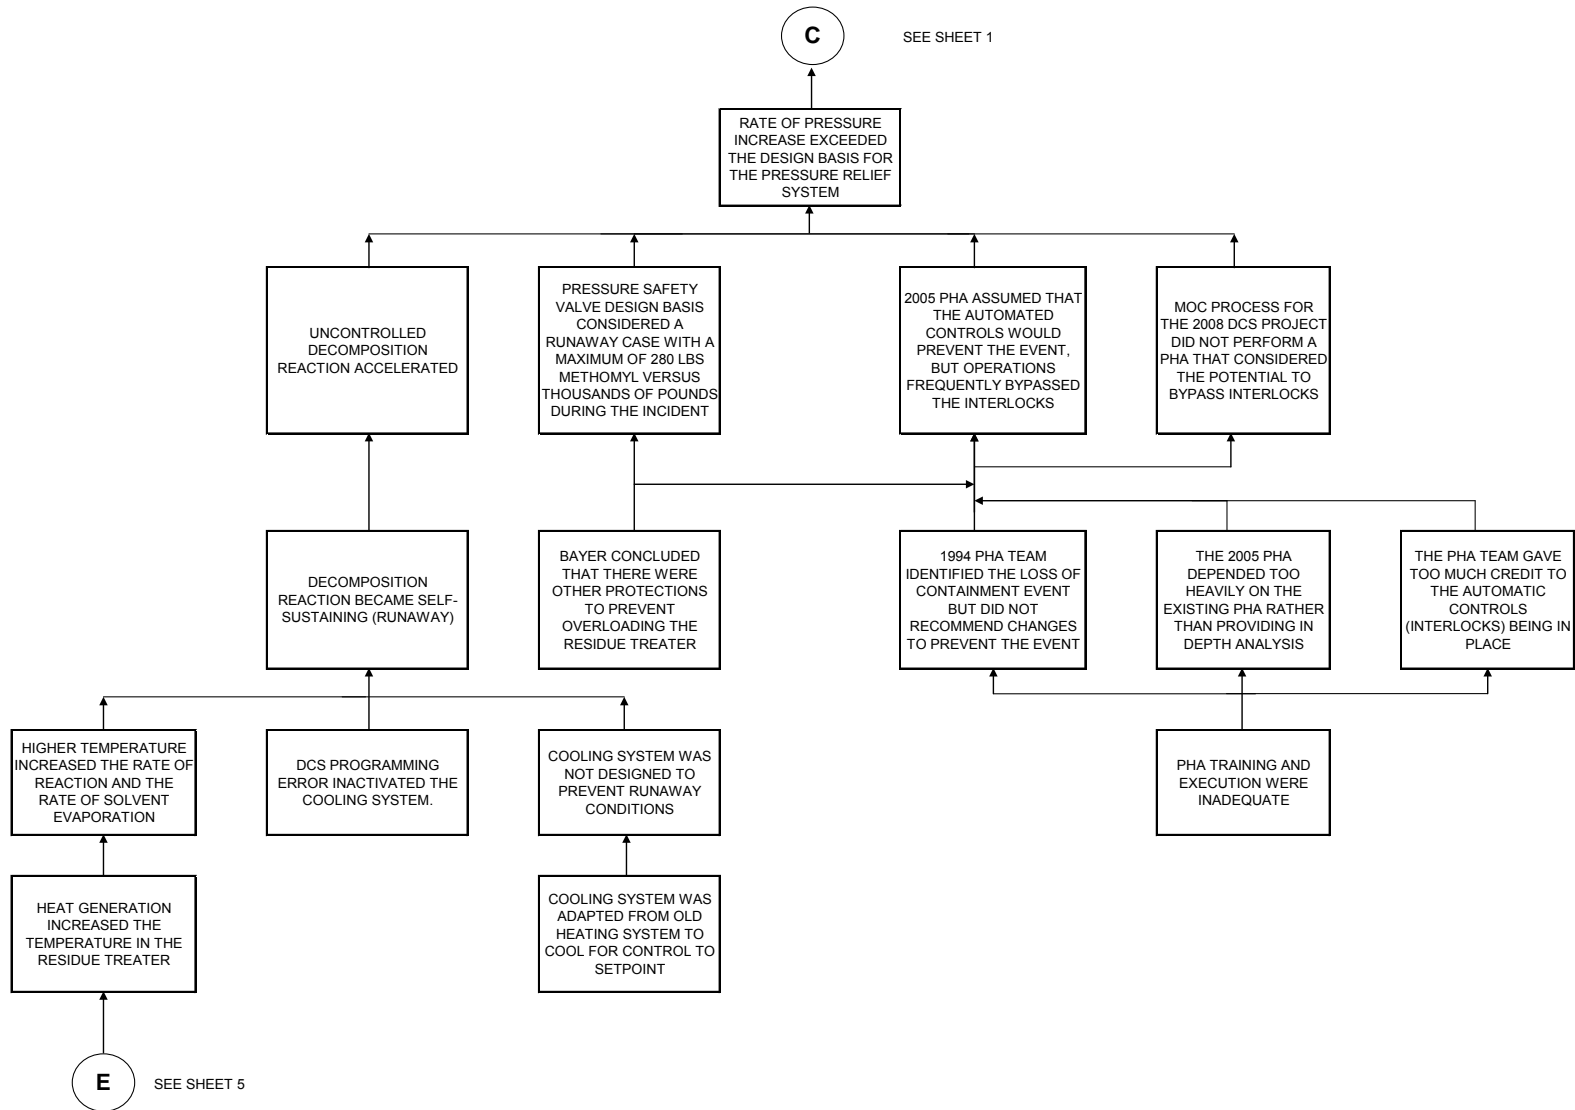 C
SEE SHEET 1
RATE OF PRESSURE
INCREASE EXCEEDED
THE DESIGN BASIS FOR
THE PRESSURE RELIEF
SYSTEM
UNCONTROLLED
DECOMPOSITION
REACTION ACCELERATED
PRESSURE SAFETY
VALVE DESIGN BASIS
CONSIDERED A
RUNAWAY CASE WITH A
MAXIMUM OF 280 LBS
METHOMYL VERSUS
THOUSANDS OF POUNDS
DURING THE INCIDENT
2005 PHA ASSUMED THAT
THE AUTOMATED
CONTROLS WOULD
PREVENT THE EVENT,
BUT OPERATIONS
FREQUENTLY BYPASSED
THE INTERLOCKS
MOC PROCESS FOR
THE 2008 DCS PROJECT
DID NOT PERFORM A
PHA THAT CONSIDERED
THE POTENTIAL TO
BYPASS INTERLOCKS
DECOMPOSITION
REACTION BECAME SELF-
SUSTAINING (RUNAWAY)
BAYER CONCLUDED
THAT THERE WERE
OTHER PROTECTIONS
TO PREVENT
OVERLOADING THE
RESIDUE TREATER
1994 PHA TEAM
IDENTIFIED THE LOSS OF
CONTAINMENT EVENT
BUT DID NOT
RECOMMEND CHANGES
TO PREVENT THE EVENT
THE 2005 PHA
DEPENDED TOO
HEAVILY ON THE
EXISTING PHA RATHER
THAN PROVIDING IN
DEPTH ANALYSIS
THE PHA TEAM GAVE
TOO MUCH CREDIT TO
THE AUTOMATIC
CONTROLS
(INTERLOCKS) BEING IN
PLACE
HIGHER TEMPERATURE
INCREASED THE RATE OF
REACTION AND THE
RATE OF SOLVENT
EVAPORATION
DCS PROGRAMMING
ERROR INACTIVATED THE
COOLING SYSTEM.
COOLING SYSTEM WAS
NOT DESIGNED TO
PREVENT RUNAWAY
CONDITIONS
PHA TRAINING AND
EXECUTION WERE
INADEQUATE
HEAT GENERATION
INCREASED THE
TEMPERATURE IN THE
RESIDUE TREATER
COOLING SYSTEM WAS
ADAPTED FROM OLD
HEATING SYSTEM TO
COOL FOR CONTROL TO
SETPOINT
E
SEE SHEET 5